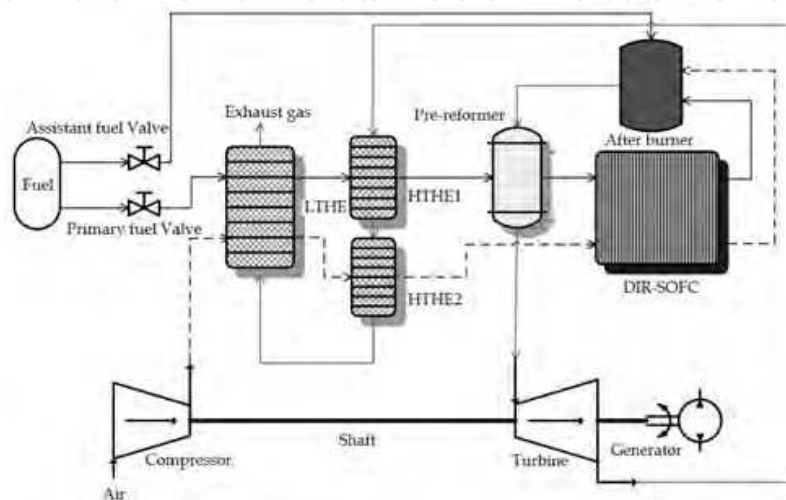 Exhaust gas
Pre-reformer
Assistant fuel Valve
After burner
Fuel
LTHE
HTHE1
Primary fuel Valve
DIR-SOFC
HTHE2
Shaft
Compressor.
Turbine
Generator
Air